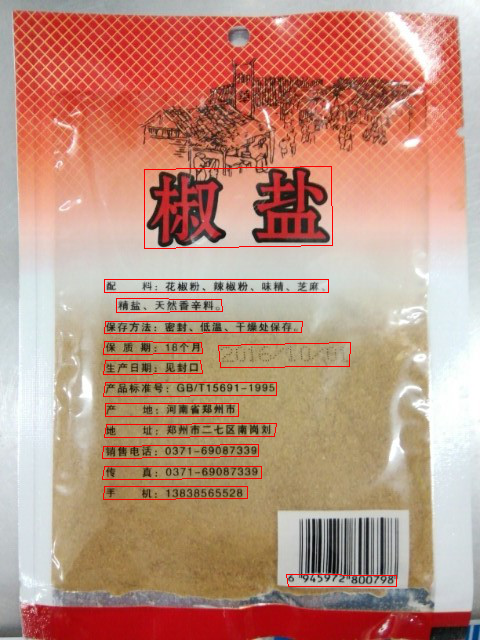 椒盐
配　　料：花椒粉、辣椒粉、味精、芝麻。
精盐、天然香辛料。
保存方法：密封、低温、干燥处保存。
保 质 期：18个月
2016/10/01
生产日期：见封口
产品标准号：GB/T15691-1995
产　　地：河南省郑州市
地　　址：郑州市二七区南岗刘
销售电话：0371-69087339
传　　真：0371-69087339
手　　机：13838565528
6 945972 800798